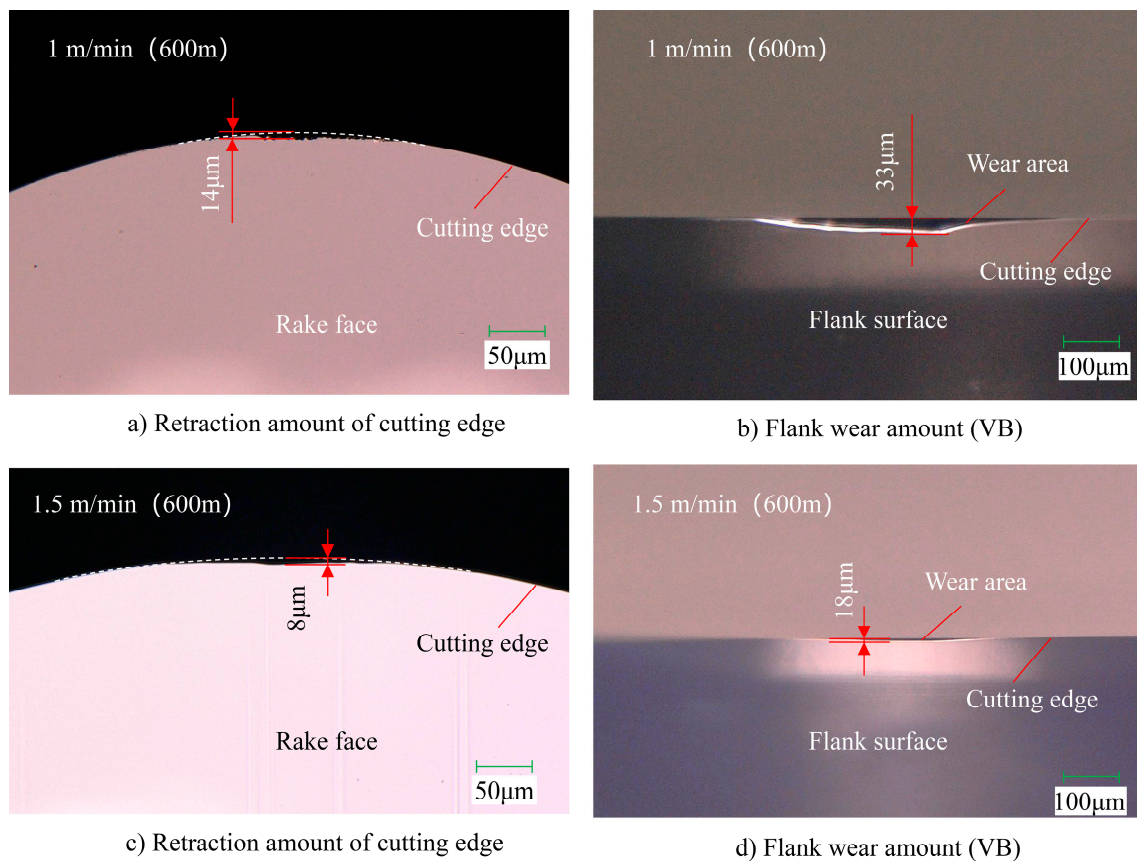 1 m/min（600m）
14μm
Cutting edge
Rake face
50μm
a) Retraction amount of cutting edge
1 m/min（600m）
33μm
Wear area
Cutting edge
Flank surface
100μm
b) Flank wear amount (VB)
1.5 m/min（600m）
8μm
Cutting edge
Rake face
50μm
c) Retraction amount of cutting edge
1.5 m/min（600m）
18μm
Wear area
Cutting edge
Flank surface
100μm
d) Flank wear amount (VB)